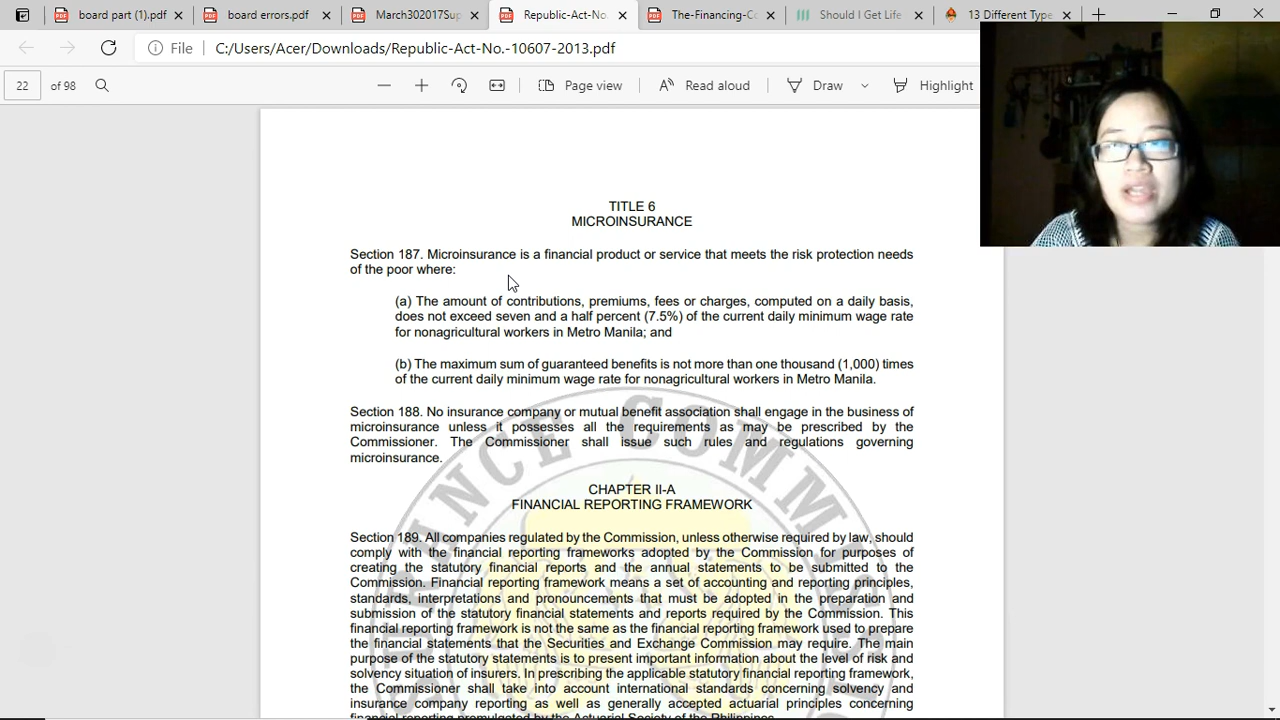 board part (1).pdf
board errors.pdf
March302017Sup
Republic-Act-No.
The-Financing-C
Should I Get Life
13 Different Type
File
C:/Users/Acer/Downloads/Republic-Act-No.-10607-2013.pdf
22 of 98
Page view
Read aloud
Draw
Highlight
TITLE 6
MICROINSURANCE
Section 187. Microinsurance is a financial product or service that meets the risk protection needs
of the poor where:
(a) The amount of contributions, premiums, fees or charges, computed on a daily basis,
does not exceed seven and a half percent (7.5%) of the current daily minimum wage rate
for nonagricultural workers in Metro Manila; and
(b) The maximum sum of guaranteed benefits is not more than one thousand (1,000) times
of the current daily minimum wage rate for nonagricultural workers in Metro Manila.
Section 188. No insurance company or mutual benefit association shall engage in the business of
microinsurance unless it possesses all the requirements as may be prescribed by the
Commissioner. The Commissioner shall issue such rules and regulations governing
microinsurance.
CHAPTER II-A
FINANCIAL REPORTING FRAMEWORK
Section 189. All companies regulated by the Commission, unless otherwise required by law, should
comply with the financial reporting frameworks adopted by the Commission for purposes of
creating the statutory financial reports and the annual statements to be submitted to the
Commission. Financial reporting framework means a set of accounting and reporting principles,
standards, interpretations and pronouncements that must be adopted in the preparation and
submission of the statutory financial statements and reports required by the Commission. This
financial reporting framework is not the same as the financial reporting framework used to prepare
the financial statements that the Securities and Exchange Commission may require. The main
purpose of the statutory statements is to present important information about the level of risk and
solvency situation of insurers. In prescribing the applicable statutory financial reporting framework,
the Commissioner shall take into account international standards concerning solvency and
insurance company reporting as well as generally accepted actuarial principles concerning
financial reporting promulgated by the Actuarial Society of the Philippines.